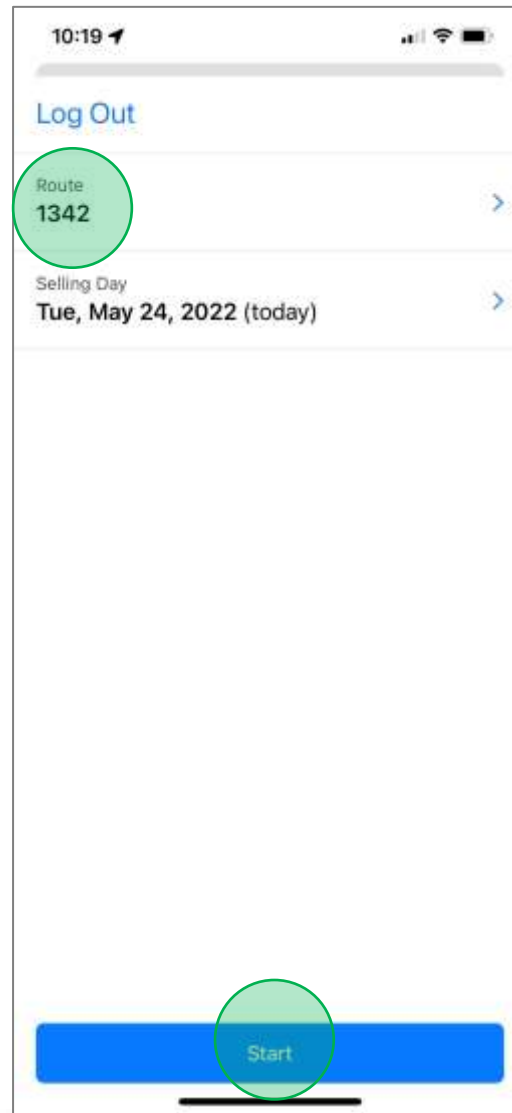 10:19
Log Out
Route
1342
Selling Day
Tue, May 24, 2022 (today)
Start